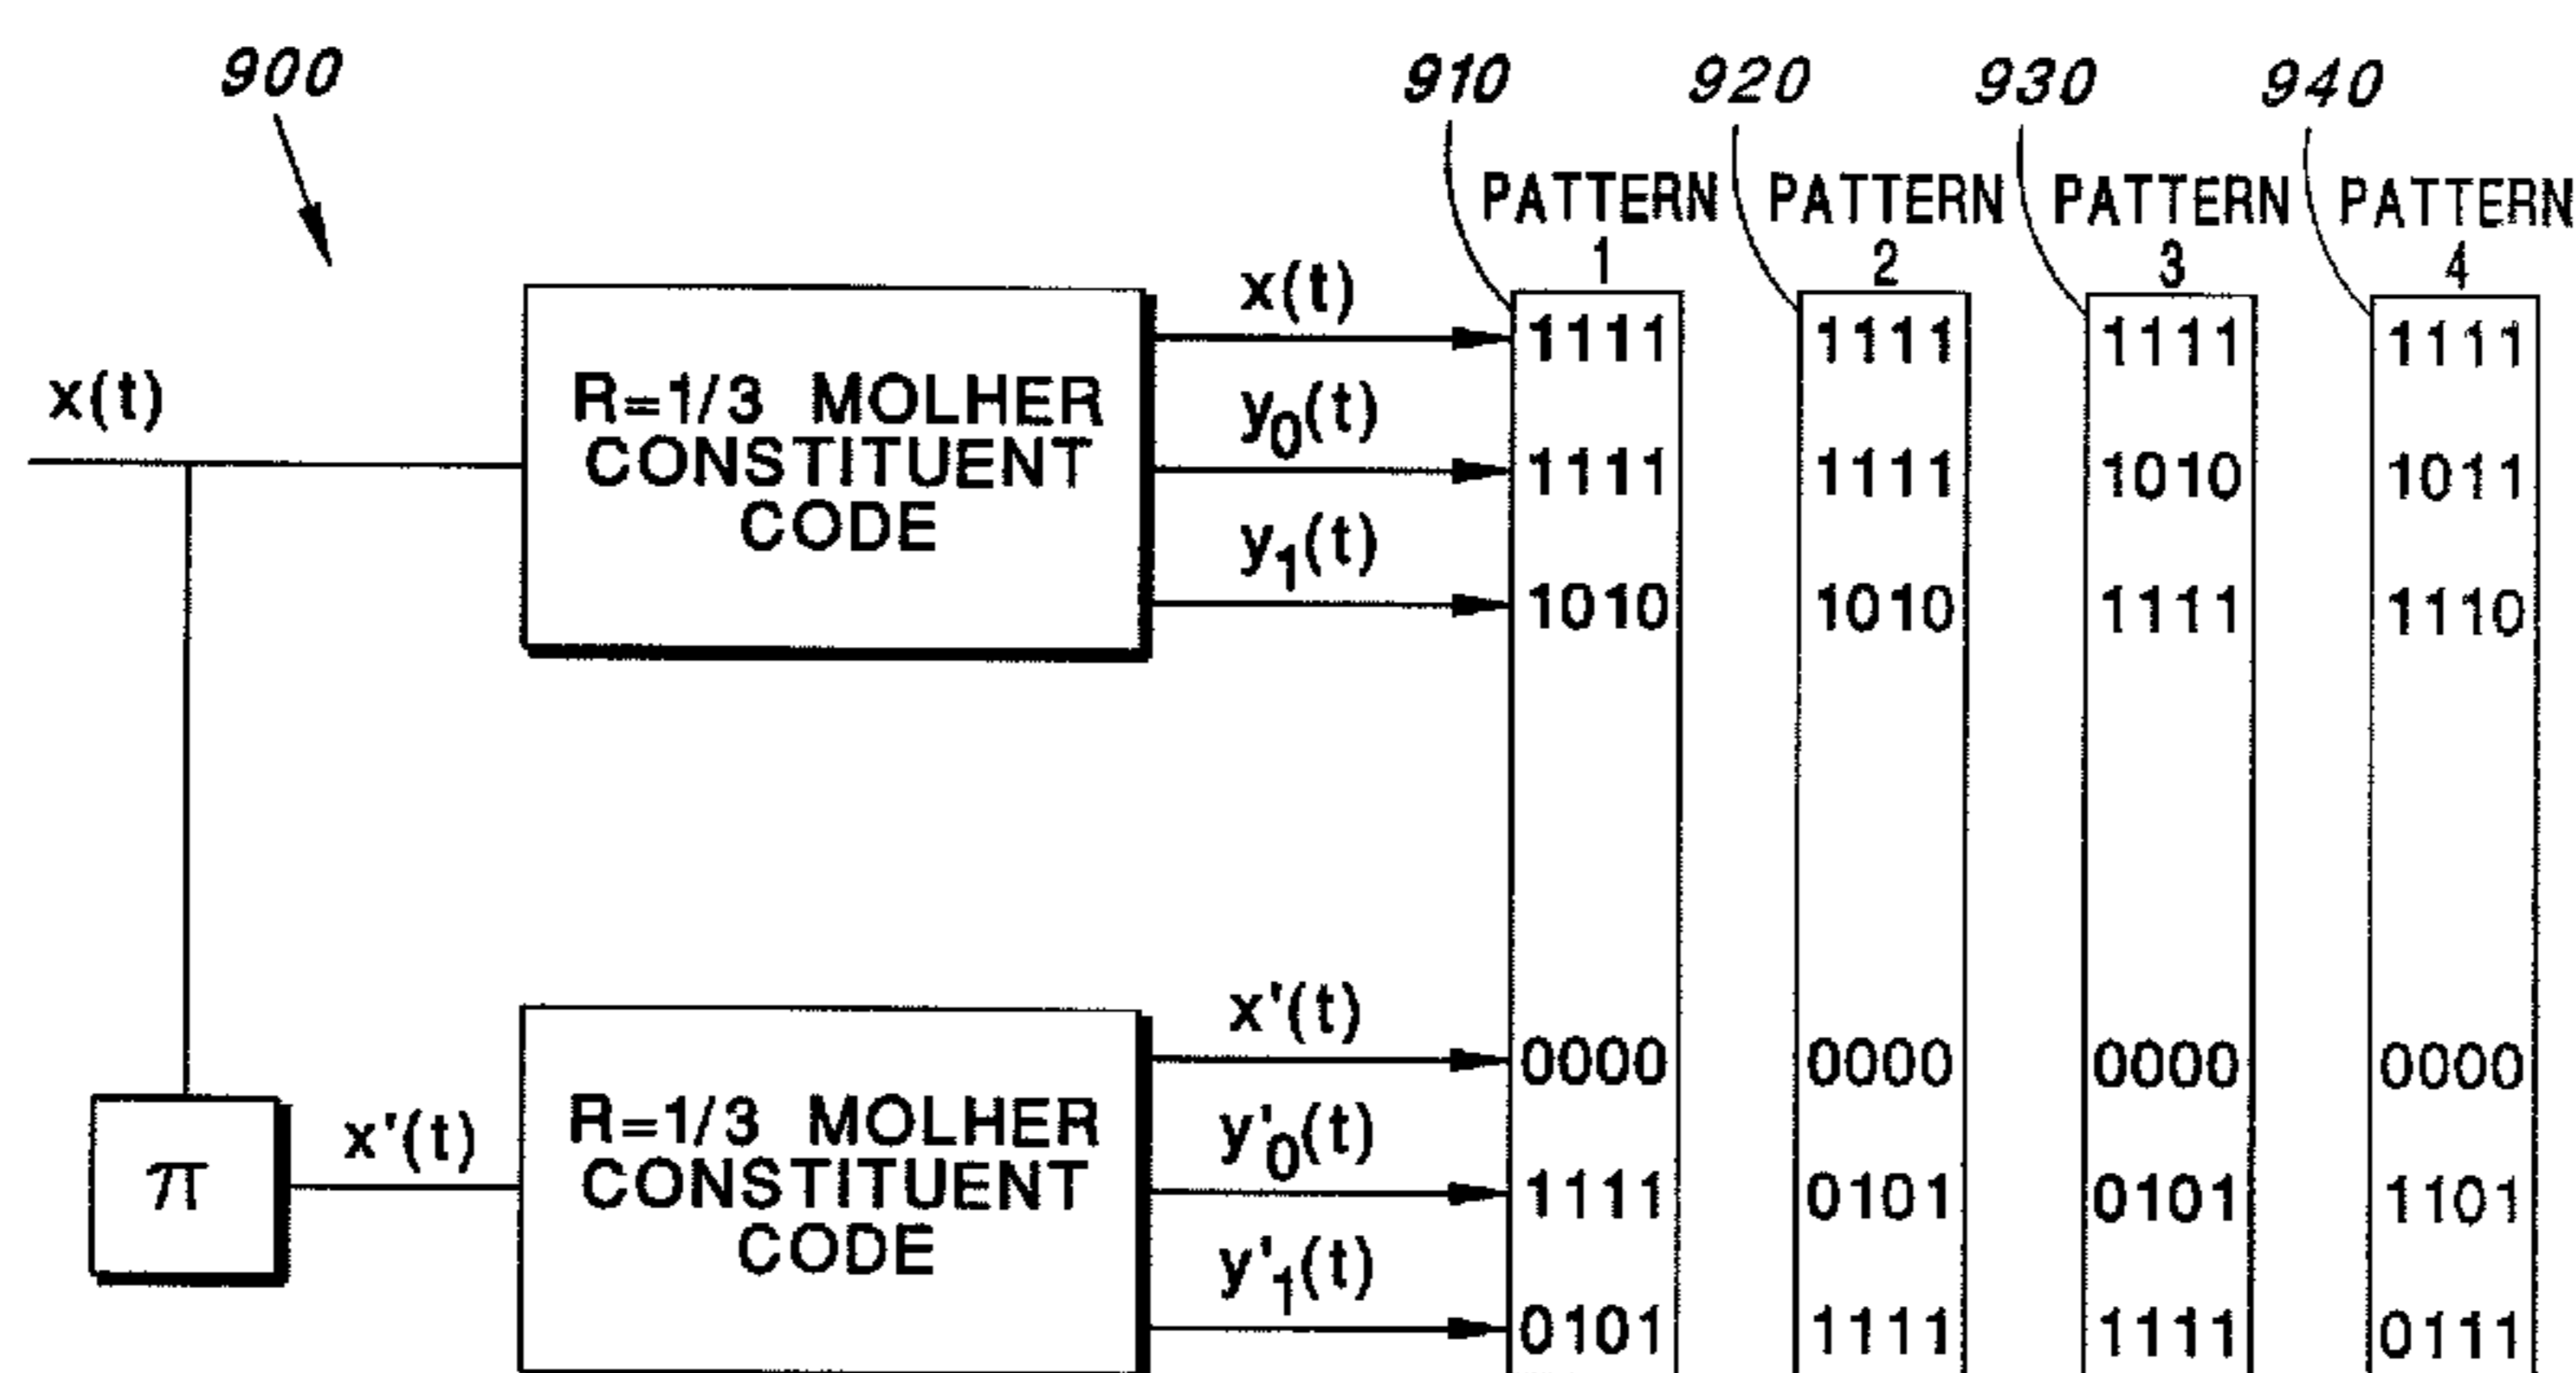 900
910 920 930 940
PATTERN 1
PATTERN 2
PATTERN 3
PATTERN 4
x(t)
R=1/3 MOLHER
CONSTITUENT
CODE
x(t) 1111 1111 1111 1111
y0(t) 1111 1111 1010 1011
y1(t) 1010 1010 1111 1110
π
x'(t)
R=1/3 MOLHER
CONSTITUENT
CODE
x'(t) 0000 0000 0000 0000
y'0(t) 1111 0101 0101 1101
y'1(t) 0101 1111 1111 0111